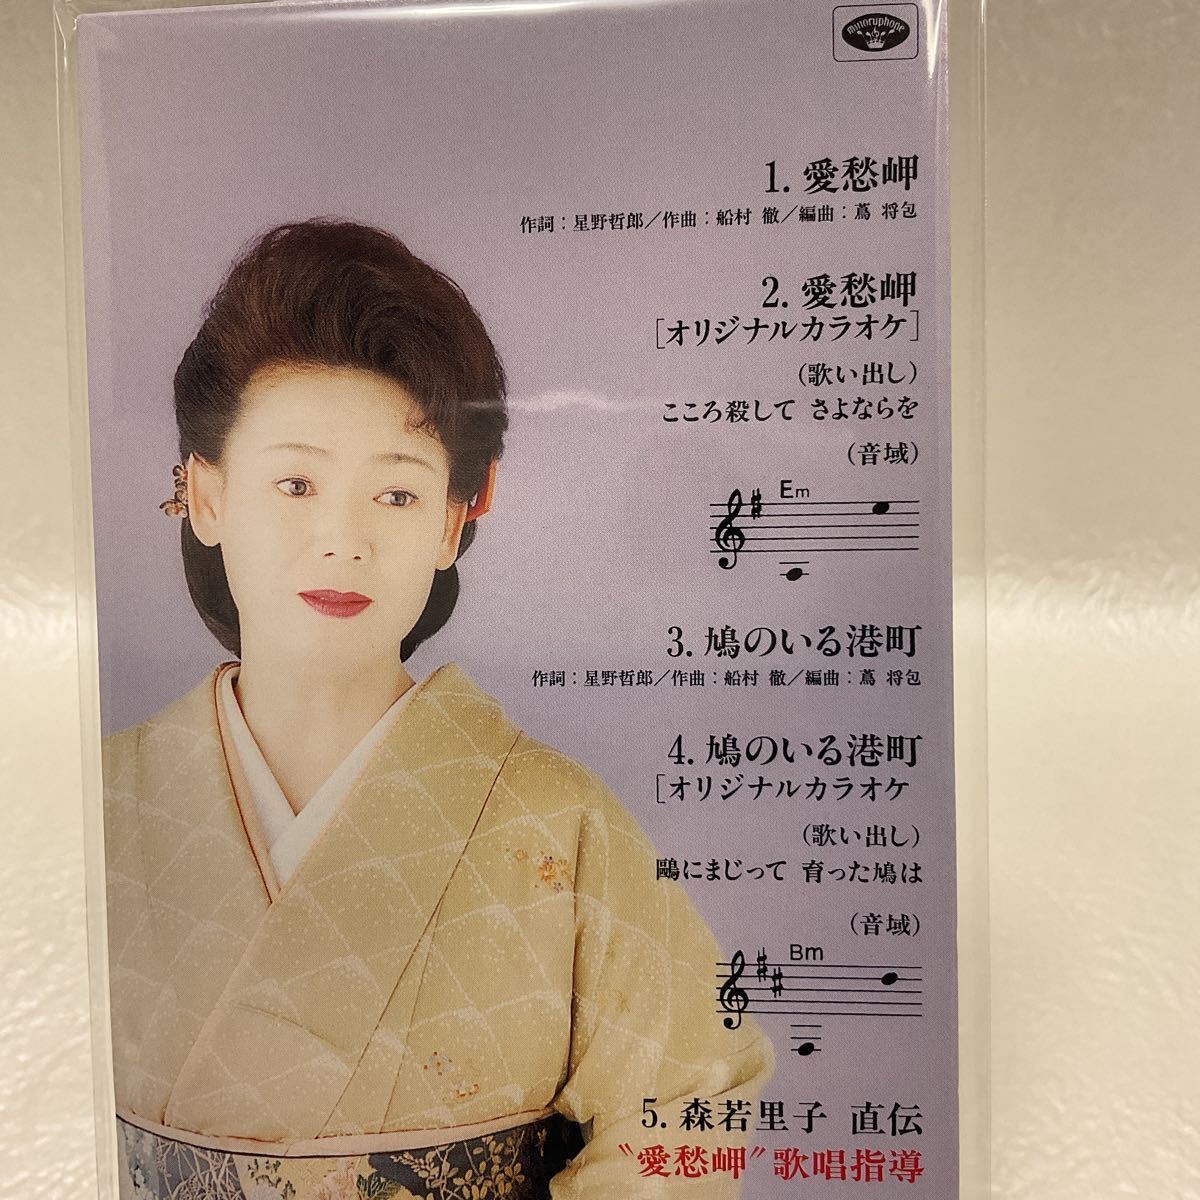 minoruphone
1. 愛愁岬
作詞：星野哲郎／作曲：船村 徹／編曲：蔦 将包
2. 愛愁岬
［オリジナルカラオケ］
（歌い出し）
こころ殺して さよならを
（音域）
Em
3. 鳩のいる港町
作詞：星野哲郎／作曲：船村 徹／編曲：蔦 将包
4. 鳩のいる港町
［オリジナルカラオケ
（歌い出し）
鷗にまじって 育った鳩は
（音域）
Bm
5. 森若里子 直伝
〝愛愁岬〟歌唱指導